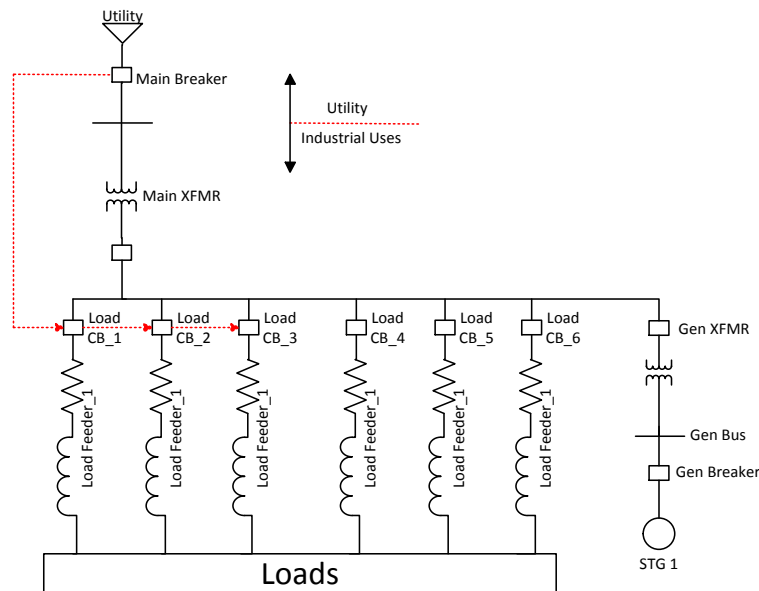 Utility
Main Breaker
Utility
Industrial Uses
Main XFMR
Load
CB_1
Load
CB_2
Load
CB_3
Load
CB_4
Load
CB_5
Load
CB_6
Gen XFMR
Load Feeder_1
Load Feeder_1
Load Feeder_1
Load Feeder_1
Load Feeder_1
Load Feeder_1
Gen Bus
Gen Breaker
STG 1
Loads